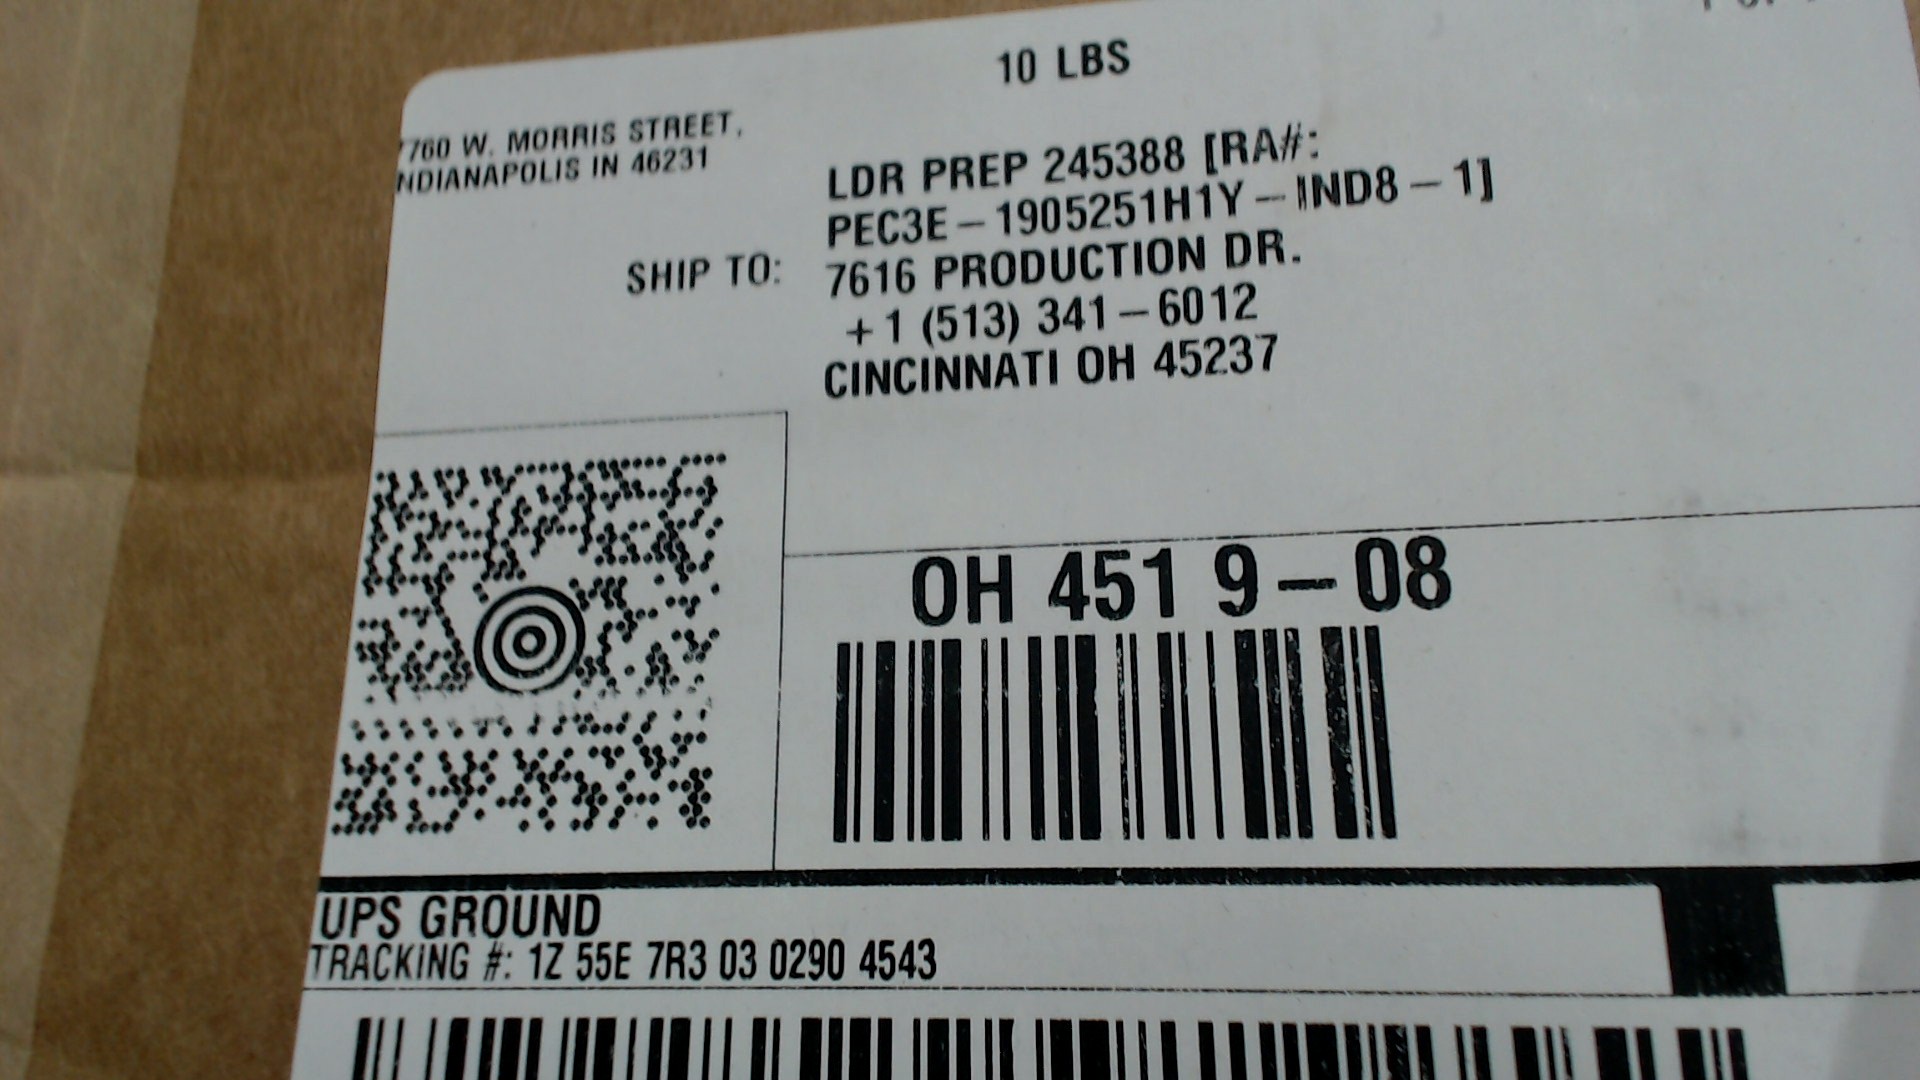 10 LBS
7760 W. MORRIS STREET,
NDIANAPOLIS IN 46231
LDR PREP 245388 [RA#:
PEC3E – 1905251H1Y – IND8 – 1]
SHIP TO: 7616 PRODUCTION DR.
+ 1 (513) 341 – 6012
CINCINNATI OH 45237
OH 451 9 – 08
UPS GROUND
TRACKING #: 1Z 55E 7R3 03 0290 4543